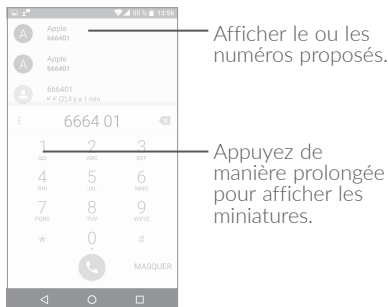 80 % 13:56
A Apple
666401
A Apple
666401
666401
(2),Il y a 1 min
6664 01
1 2 3
ABC DEF
4 5 6
GHI JKL MNO
7 8 9
PQRS TUV WXYZ
* 0 #
+
MASQUER
Afficher le ou les
numéros proposés.
Appuyez de
manière prolongée
pour afficher les
miniatures.